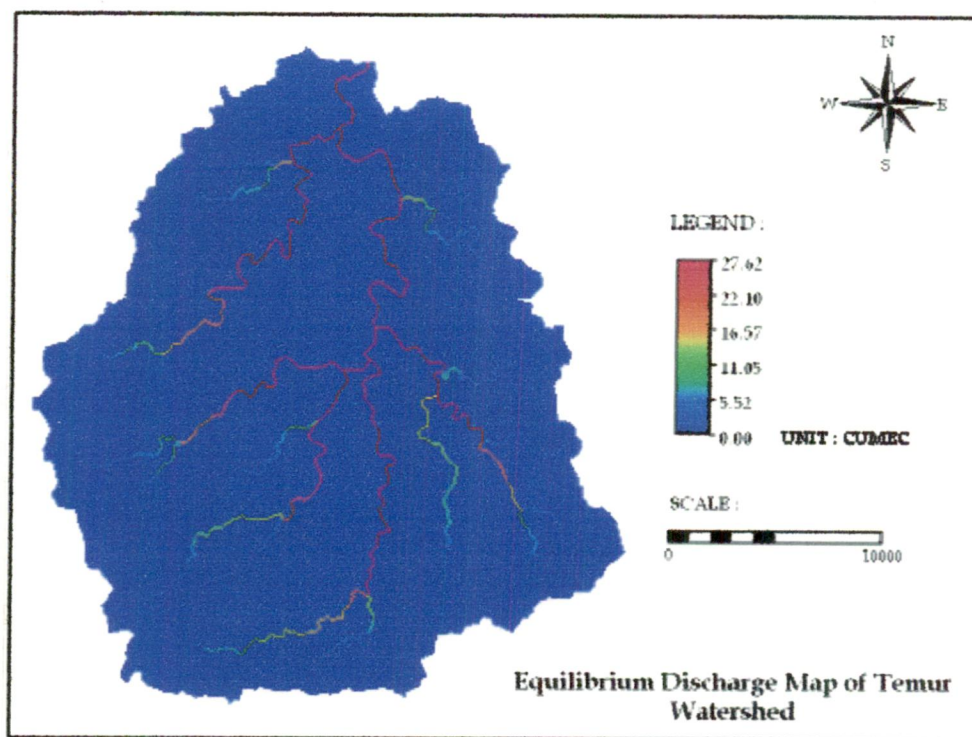 N
W E
S
LEGEND :
27.62
22.10
16.57
11.05
5.52
0.00
UNIT : CUMEC
SCALE :
0 10000
Equilibrium Discharge Map of Temur
Watershed